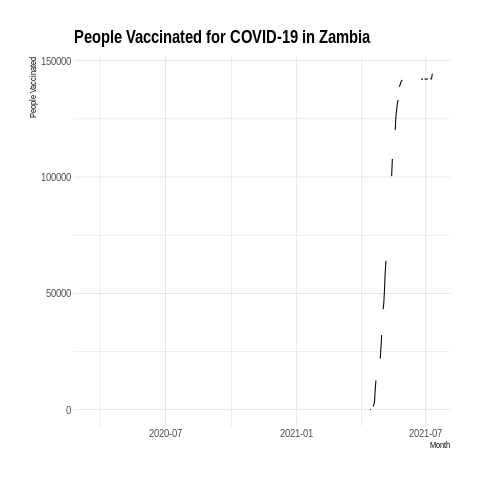 People Vaccinated for COVID-19 in Zambia
People Vaccinated
150000
100000
50000
0
2020-07
2021-01
2021-07
Month